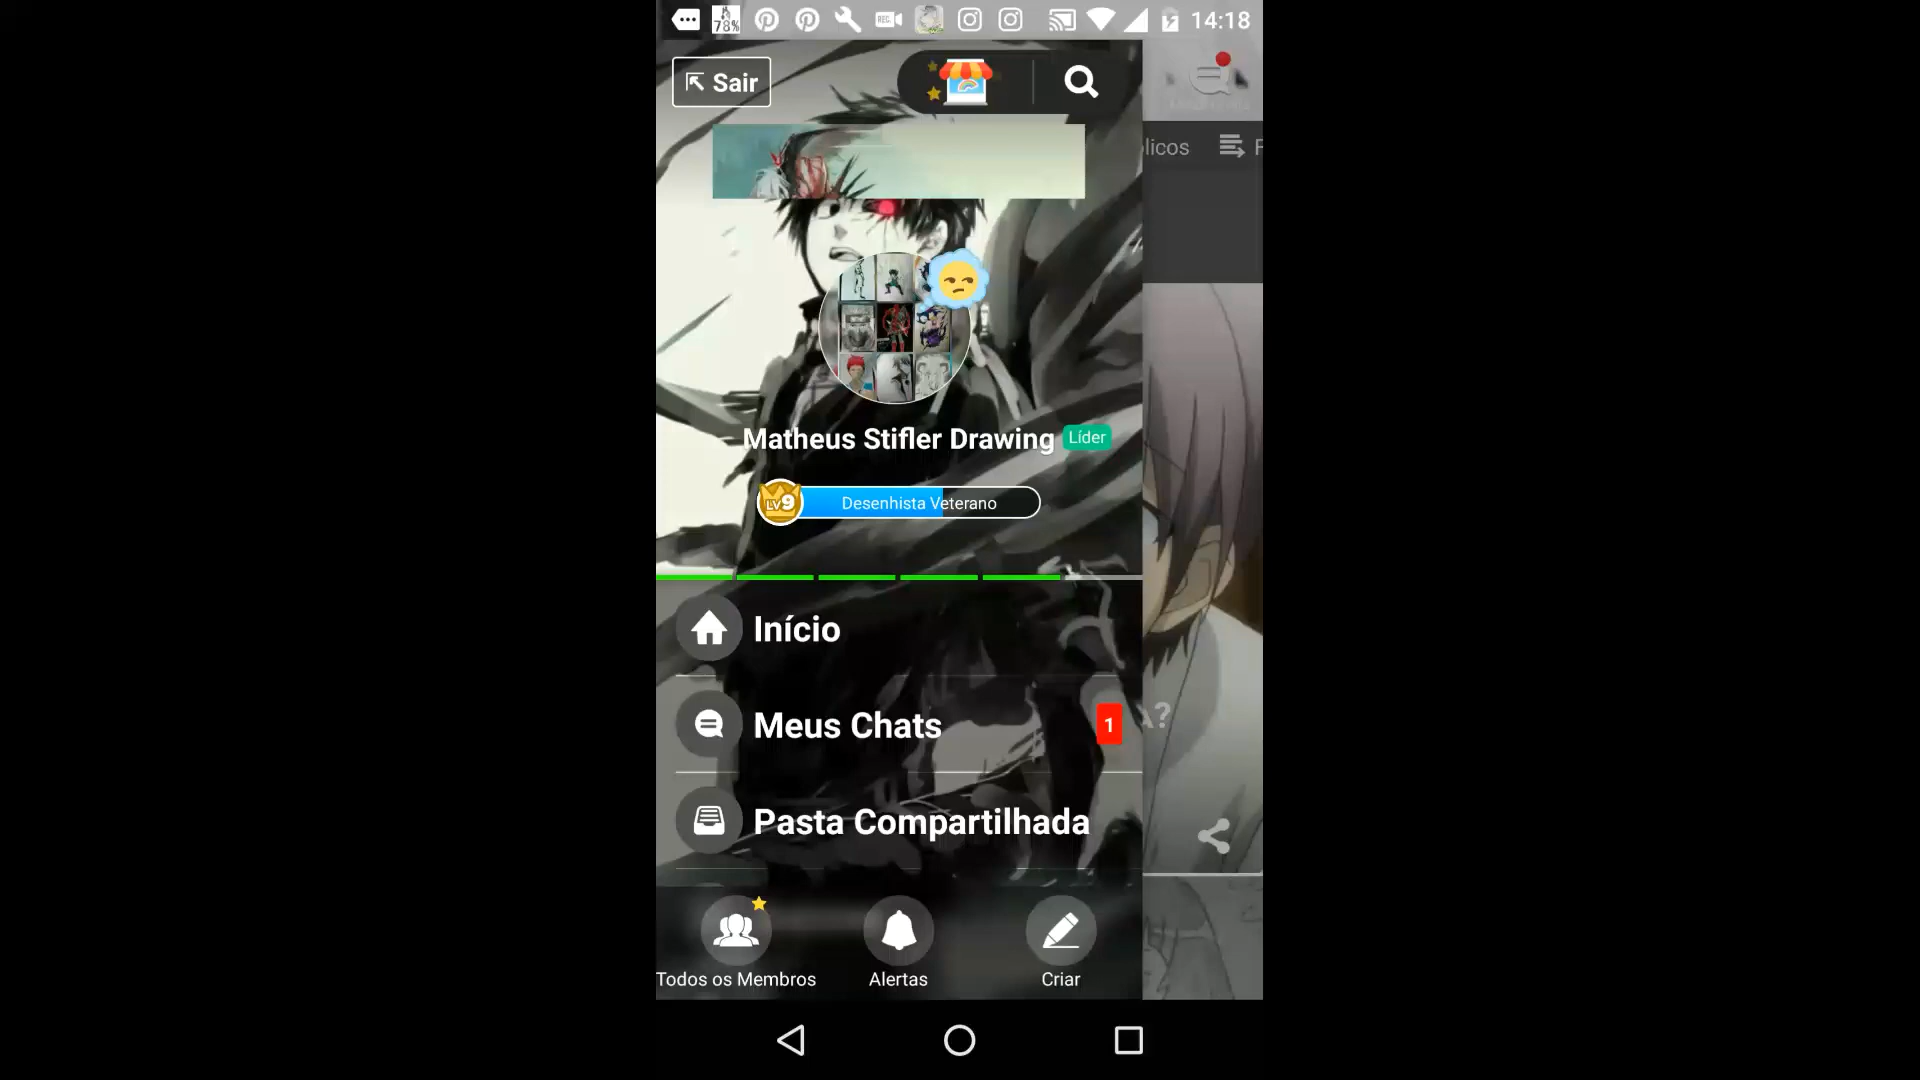 78% REC 14:18
Sair
licos F
Matheus Stifler Drawing Líder
LV9 Desenhista Veterano
Início
Meus Chats 1
A?
Pasta Compartilhada
Todos os Membros Alertas Criar